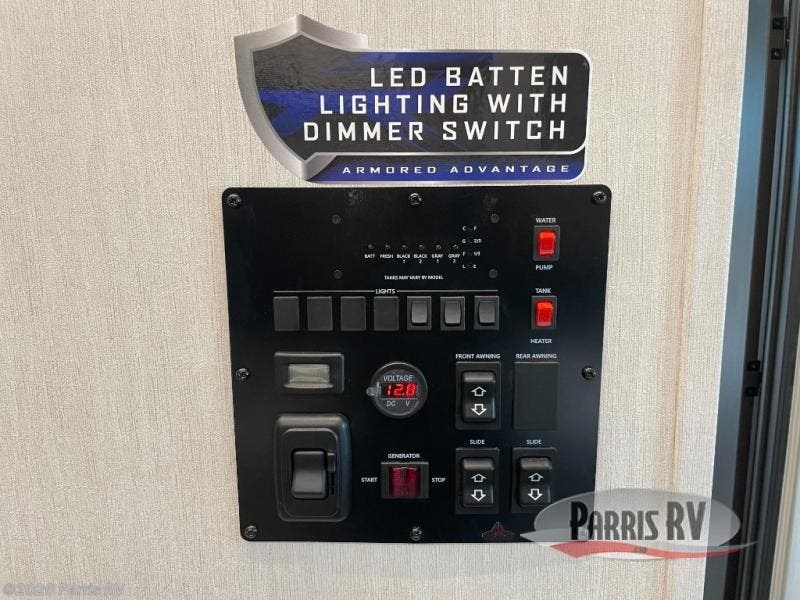 LED BATTEN
LIGHTING WITH
DIMMER SWITCH
ARMORED ADVANTAGE
C F
G 2/3
F 1/3
L E
BATT FRESH BLACK 1 BLACK 2 GRAY 1 GRAY 2
TANKS MAY VARY BY MODEL
WATER
PUMP
LIGHTS
TANK
HEATER
VOLTAGE
12.8
DC V
FRONT AWNING
REAR AWNING
GENERATOR
START STOP
SLIDE
SLIDE
PARRIS RV
©2026 Parris RV